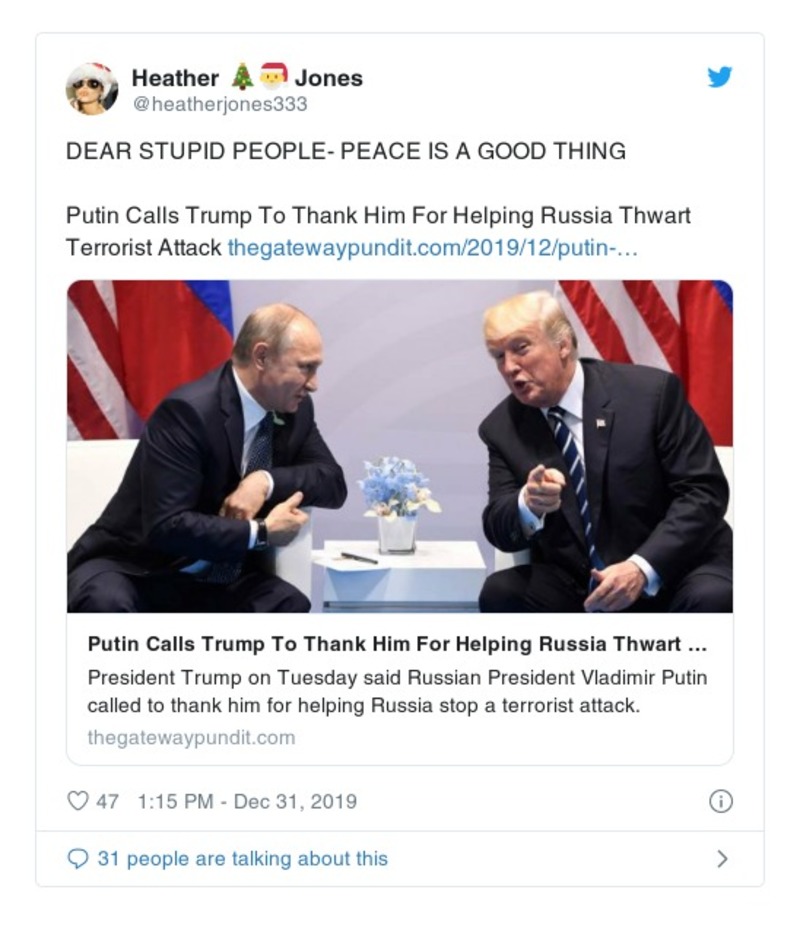 Heather 🎄🎅 Jones
@heatherjones333
DEAR STUPID PEOPLE- PEACE IS A GOOD THING
Putin Calls Trump To Thank Him For Helping Russia Thwart
Terrorist Attack thegatewaypundit.com/2019/12/putin-…
Putin Calls Trump To Thank Him For Helping Russia Thwart ...
President Trump on Tuesday said Russian President Vladimir Putin
called to thank him for helping Russia stop a terrorist attack.
thegatewaypundit.com
47 1:15 PM - Dec 31, 2019
31 people are talking about this